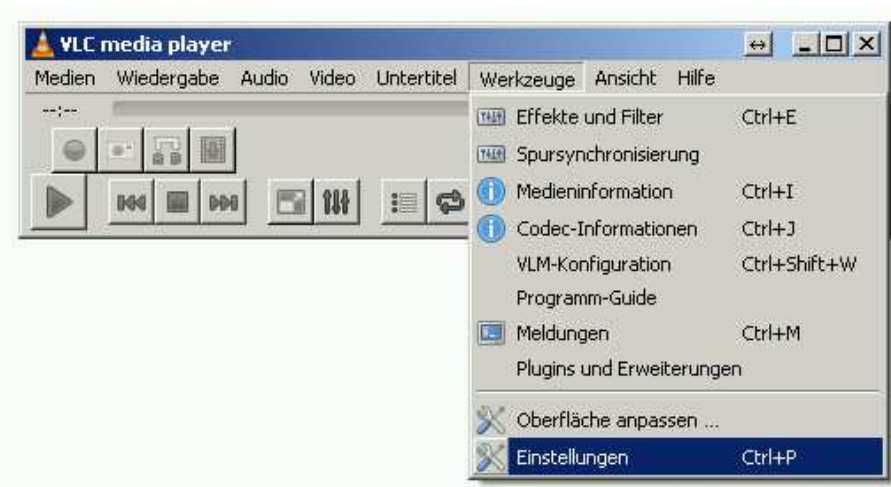 VLC media player
Medien Wiedergabe Audio Video Untertitel Werkzeuge Ansicht Hilfe
--:--
Effekte und Filter Ctrl+E
Spursynchronisierung
Medieninformation Ctrl+I
Codec-Informationen Ctrl+J
VLM-Konfiguration Ctrl+Shift+W
Programm-Guide
Meldungen Ctrl+M
Plugins und Erweiterungen
Oberfläche anpassen ...
Einstellungen Ctrl+P